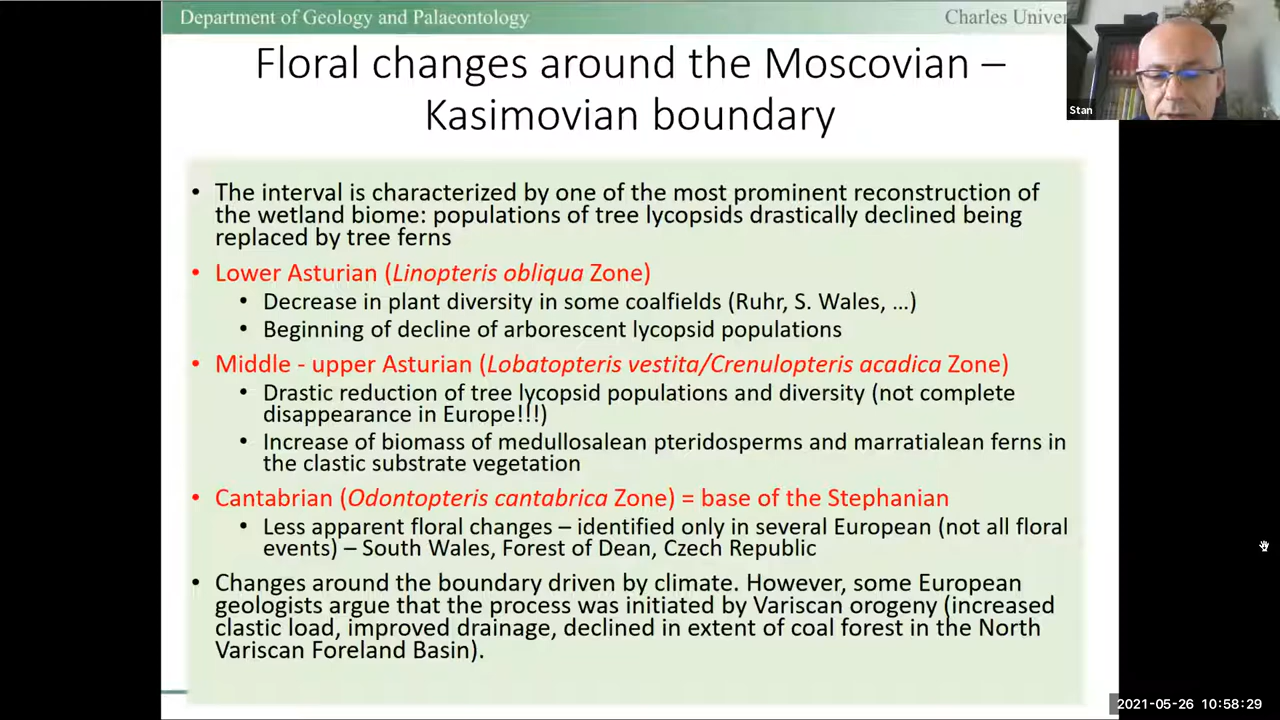 Department of Geology and Palaeontology
Charles Univer
Stan
Floral changes around the Moscovian –
Kasimovian boundary
• The interval is characterized by one of the most prominent reconstruction of
the wetland biome: populations of tree lycopsids drastically declined being
replaced by tree ferns
• Lower Asturian (Linopteris obliqua Zone)
• Decrease in plant diversity in some coalfields (Ruhr, S. Wales, ...)
• Beginning of decline of arborescent lycopsid populations
• Middle - upper Asturian (Lobatopteris vestita/Crenulopteris acadica Zone)
• Drastic reduction of tree lycopsid populations and diversity (not complete
disappearance in Europe!!!)
• Increase of biomass of medullosalean pteridosperms and marratialean ferns in
the clastic substrate vegetation
• Cantabrian (Odontopteris cantabrica Zone) = base of the Stephanian
• Less apparent floral changes – identified only in several European (not all floral
events) – South Wales, Forest of Dean, Czech Republic
• Changes around the boundary driven by climate. However, some European
geologists argue that the process was initiated by Variscan orogeny (increased
clastic load, improved drainage, declined in extent of coal forest in the North
Variscan Foreland Basin).
2021-05-26 10:58:29